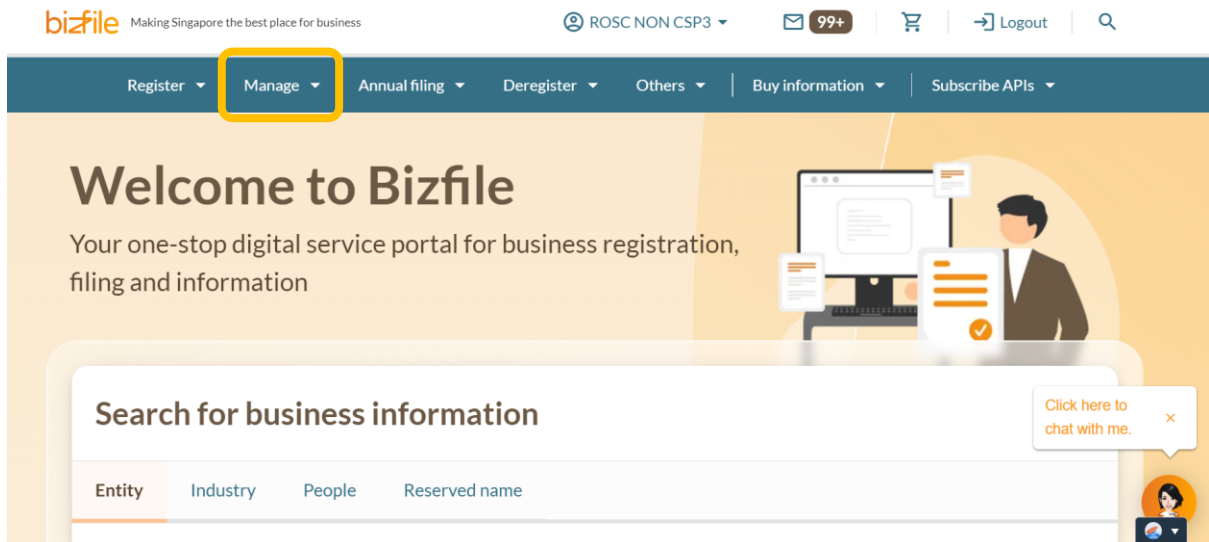 bizfile Making Singapore the best place for business ROSC NON CSP3 99+ Logout
Register Manage Annual filing Deregister Others Buy information Subscribe APIs
Welcome to Bizfile
Your one-stop digital service portal for business registration,
filing and information
Search for business information
Click here to
chat with me.
Entity Industry People Reserved name